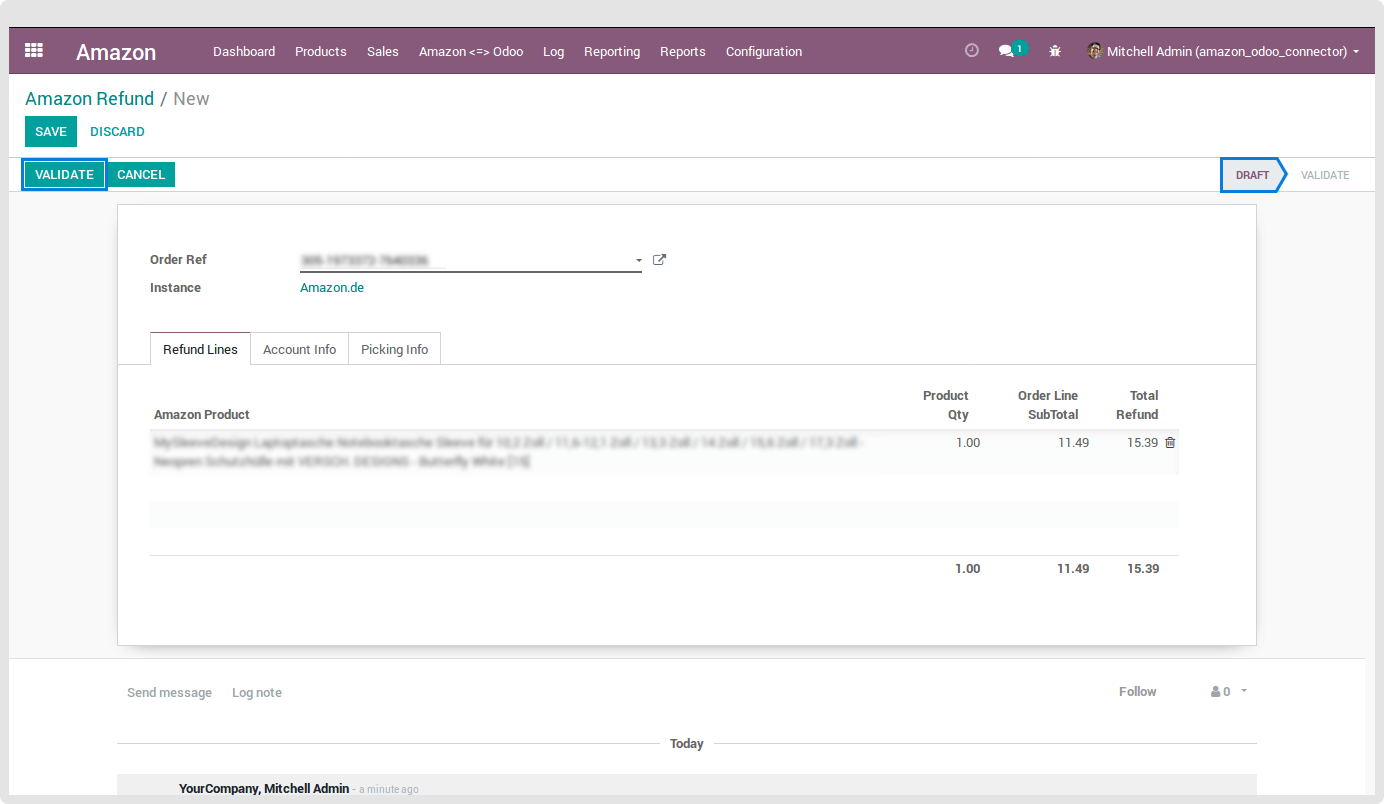 Amazon Dashboard Products Sales Amazon <=> Odoo Log Reporting Reports Configuration 1 Mitchell Admin (amazon_odoo_connector)
Amazon Refund / New
SAVE DISCARD
VALIDATE CANCEL DRAFT VALIDATE
Order Ref
Instance Amazon.de
Refund Lines Account Info Picking Info
Amazon Product Product Qty Order Line SubTotal Total Refund
1.00 11.49 15.39
1.00 11.49 15.39
Send message Log note Follow 0
Today
YourCompany, Mitchell Admin - a minute ago